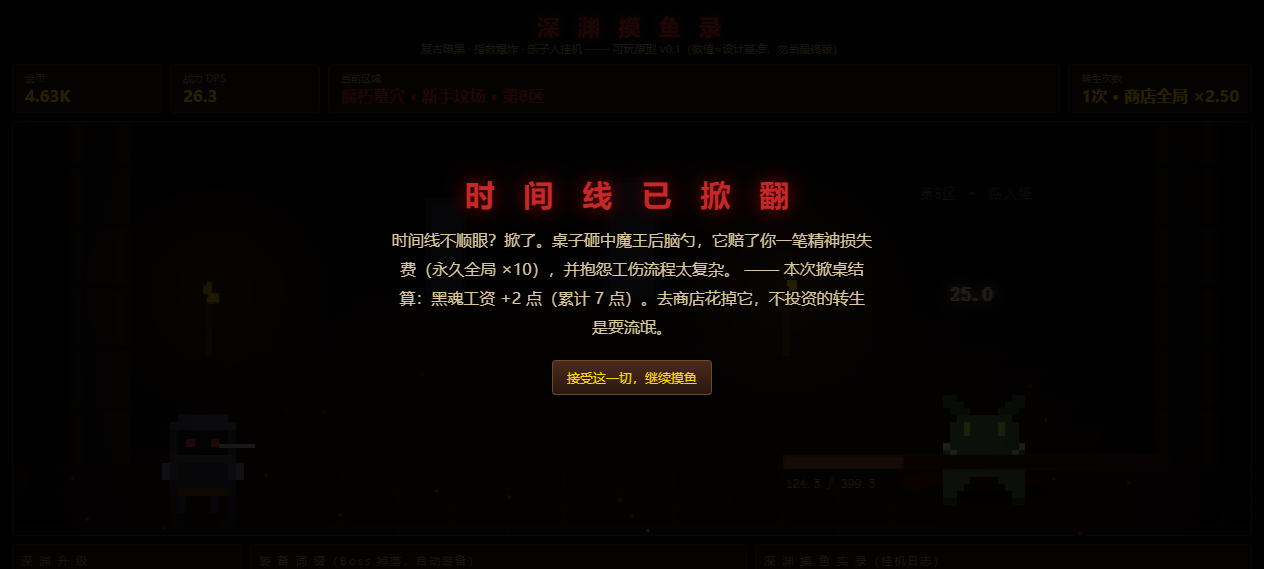 深渊摸鱼录
复古暗黑 · 指数爆炸 · 乐子人挂机 —— 可玩原型 v0.1（数值=设计基准，勿当最终版）
金币
战力 DPS
当前区域
转生次数
4.63K
26.3
腐朽墓穴 • 新手坟场 • 第8区
1次 • 商店全局 ×2.50
时间线已掀翻
第8区 • 路人怪
时间线不顺眼？掀了。桌子砸中魔王后脑勺，它赔了你一笔精神损失
费（永久全局 ×10），并抱怨工伤流程太复杂。 —— 本次掀桌结
算：黑魂工资 +2 点（累计 7 点）。去商店花掉它，不投资的转生
是耍流氓。
25.0
接受这一切，继续摸鱼
124.5 / 399.5
深渊升级
装备词缀（Boss 掉落，自动装备）
深渊摸鱼实录（挂机日志）